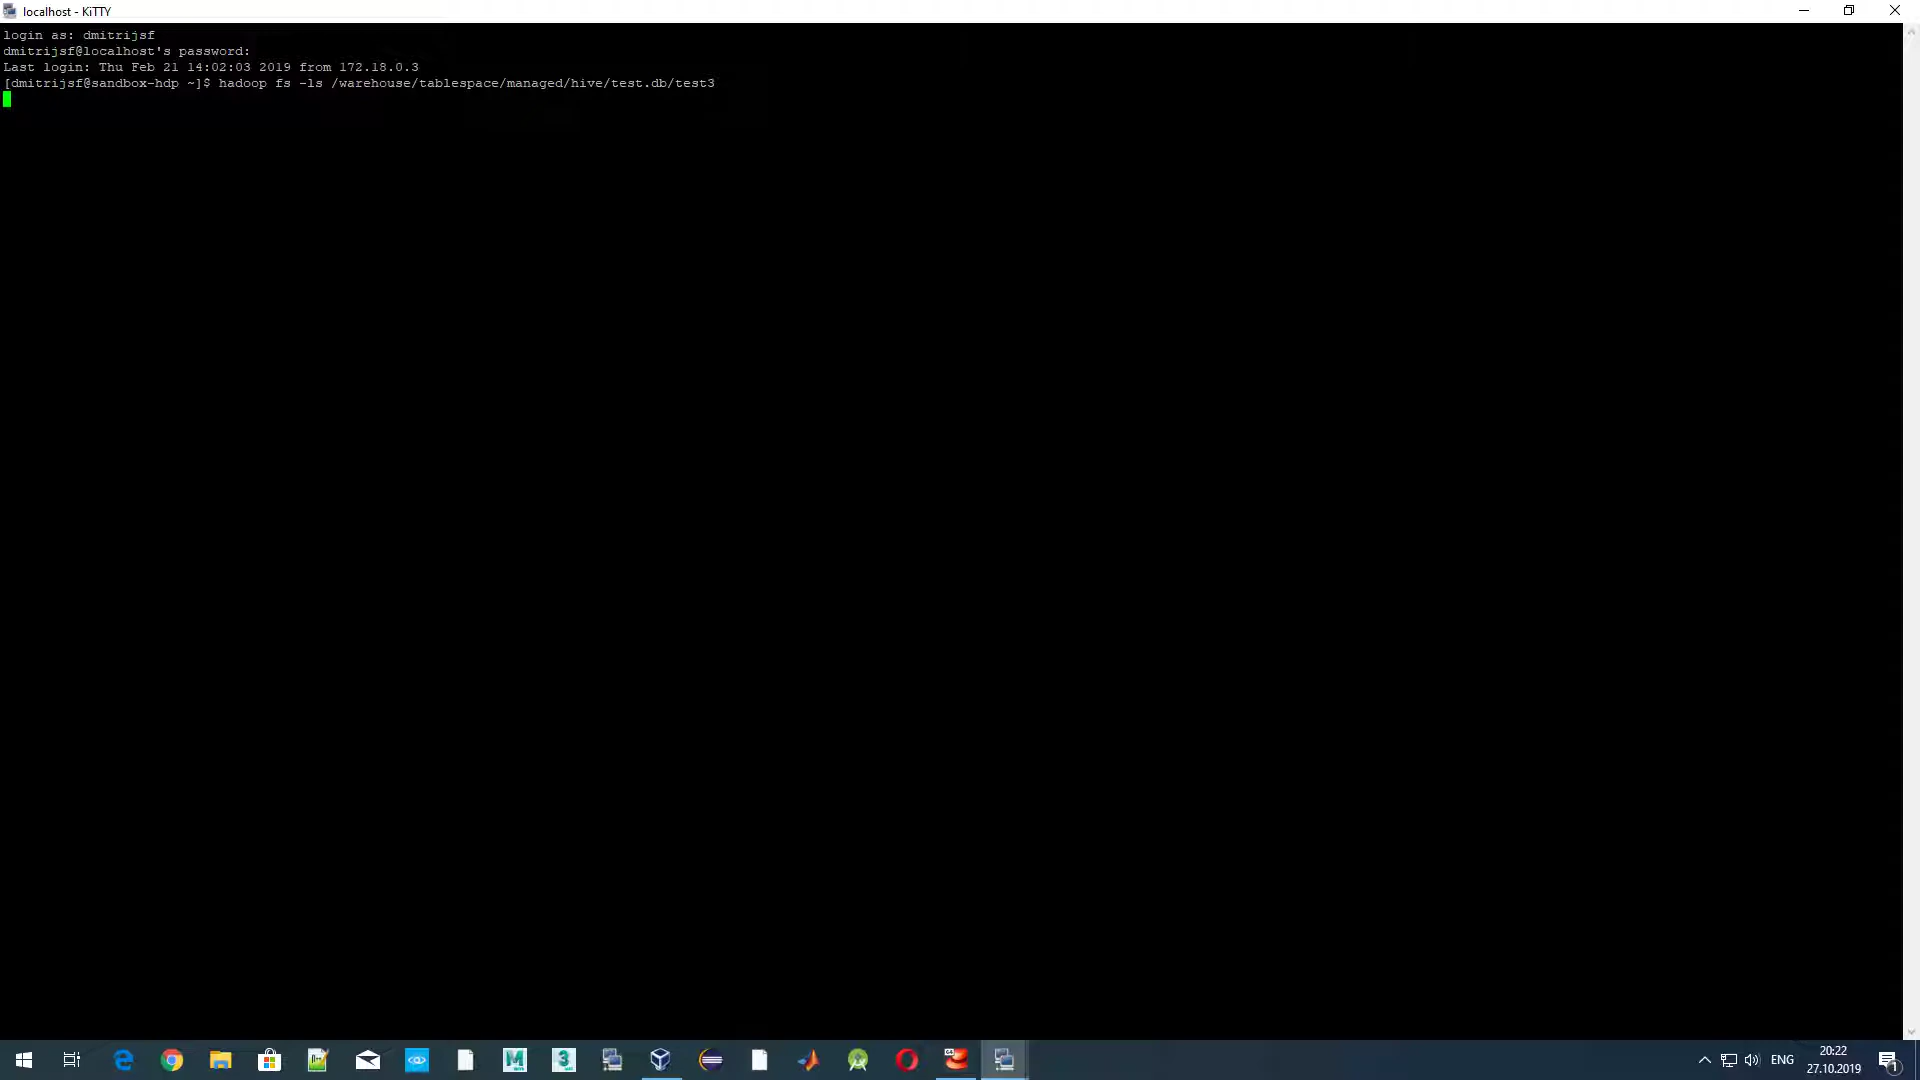 localhost - KiTTY
login as: dmitrijsf
dmitrijsf@localhost's password:
Last login: Thu Feb 21 14:02:03 2019 from 172.18.0.3
[dmitrijsf@sandbox-hdp ~]$ hadoop fs -ls /warehouse/tablespace/managed/hive/test.db/test3
ENG
20:22
27.10.2019
1